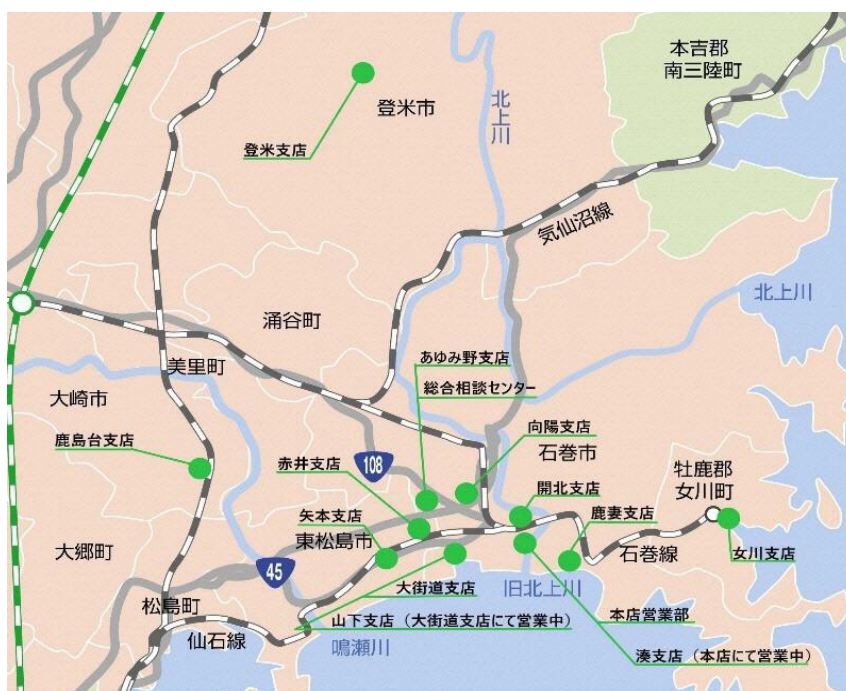 本吉郡
南三陸町
登米市
北上川
登米支店
気仙沼線
北上川
涌谷町
美里町
あゆみ野支店
総合相談センター
大崎市
鹿島台支店
向陽支店
赤井支店
108
石巻市
牡鹿郡
女川町
開北支店
矢本支店
鹿妻支店
東松島市
大郷町
石巻線
女川支店
45
大街道支店
旧北上川
松島町
山下支店（大街道支店にて営業中）
本店営業部
仙石線
鳴瀬川
湊支店（本店にて営業中）